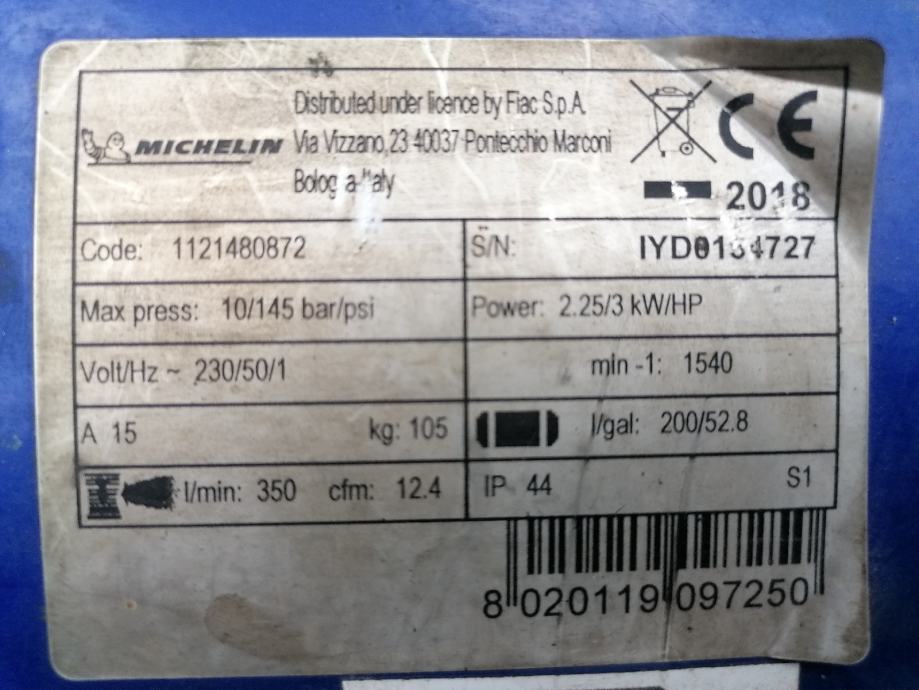 MICHELIN
Distributed under licence by Fiac S.p.A.
Via Vizzano,23 40037 Pontecchio Marconi
CE
2018
Code: 1121480872
S/N:
Max press: 10/145 bar/psi
Power: 2.25/3 kW/HP
Volt/Hz ~ 230/50/1
min -1: 1540
A 15
kg: 105
l/gal: 200/52.8
l/min: 350 cfm: 12.4
IP 44
S1
8 020119 097250